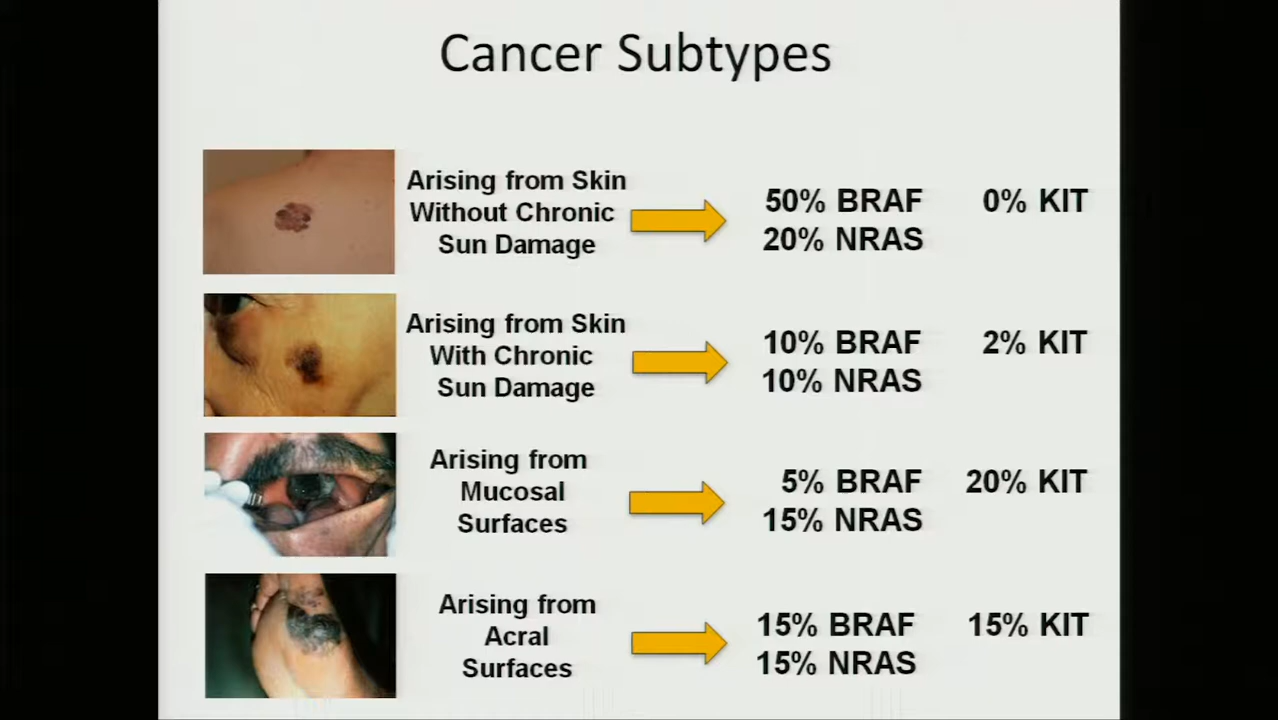 Cancer Subtypes
Arising from Skin
Without Chronic
Sun Damage
50% BRAF 0% KIT
20% NRAS
Arising from Skin
With Chronic
Sun Damage
10% BRAF 2% KIT
10% NRAS
Arising from
Mucosal
Surfaces
5% BRAF 20% KIT
15% NRAS
Arising from
Acral
Surfaces
15% BRAF 15% KIT
15% NRAS